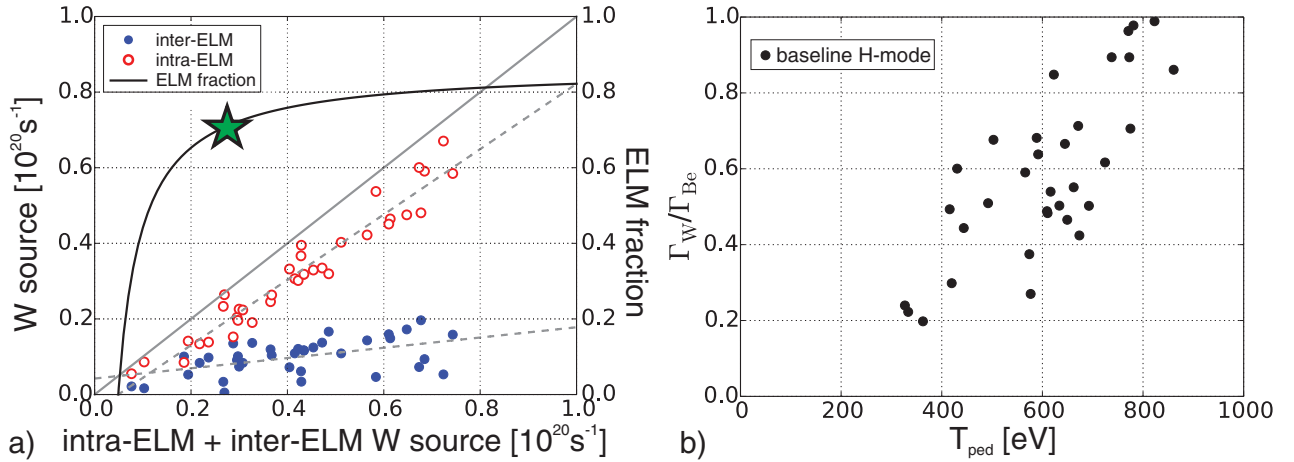 inter-ELM
intra-ELM
ELM fraction
1.0
0.8
0.6
0.4
0.2
0.0
W source [10²⁰s⁻¹]
1.0
0.8
0.6
0.4
0.2
0.0
ELM fraction
0.0 0.2 0.4 0.6 0.8 1.0
intra-ELM + inter-ELM W source [10²⁰s⁻¹]
a)
baseline H-mode
1.0
0.8
0.6
0.4
0.2
0.0
Γ_W/Γ_Be
0 200 400 600 800 1000
T_ped [eV]
b)